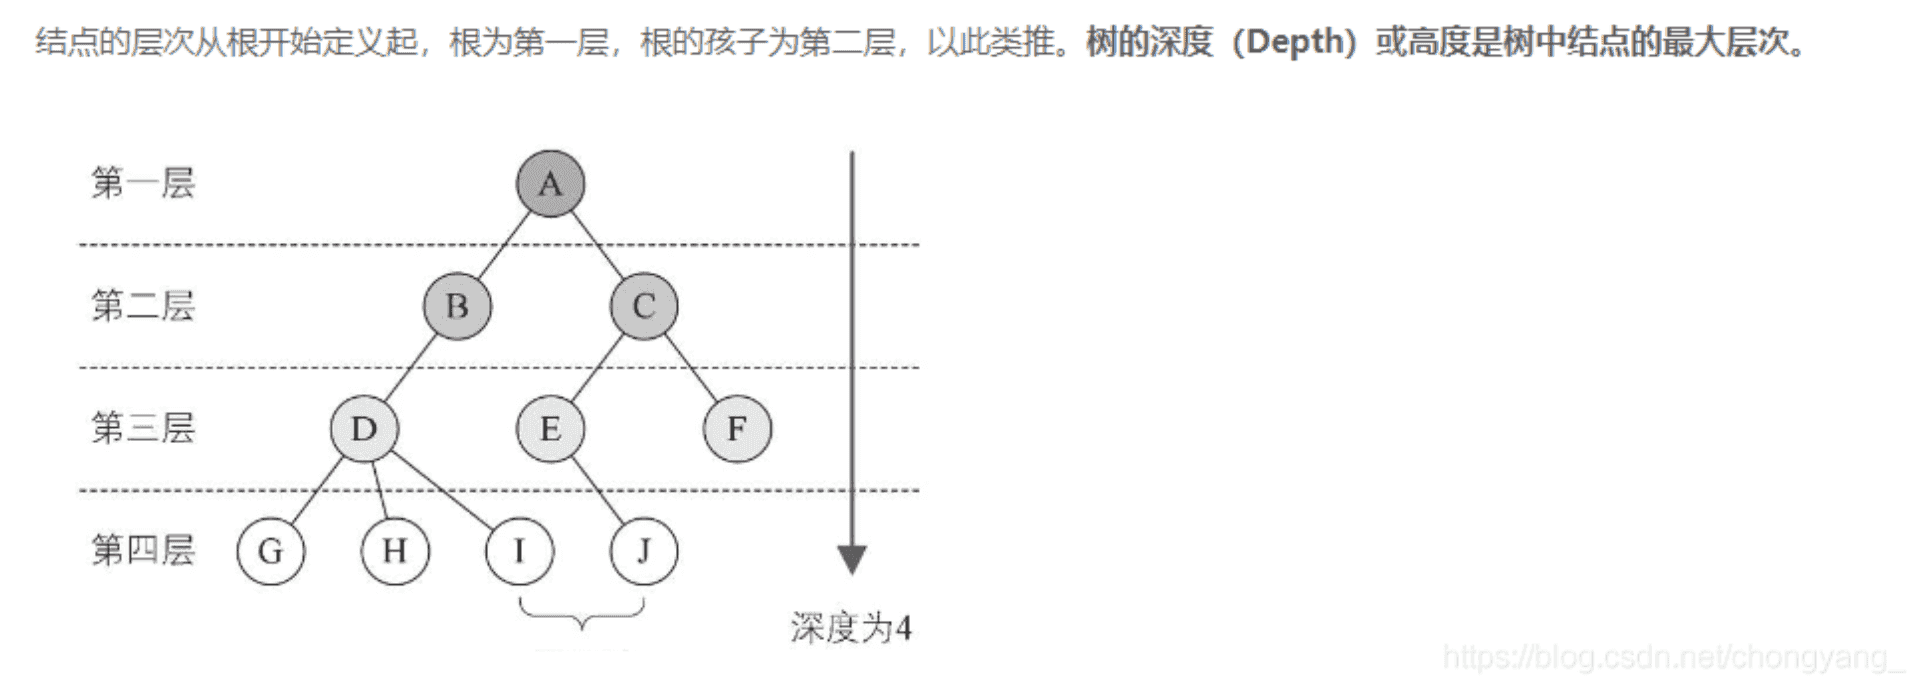 结点的层次从根开始定义起，根为第一层，根的孩子为第二层，以此类推。树的深度（Depth）或高度是树中结点的最大层次。
第一层
A
第二层
B
C
第三层
D
E
F
第四层
G
H
I
J
深度为4
https://blog.csdn.net/chongyang_